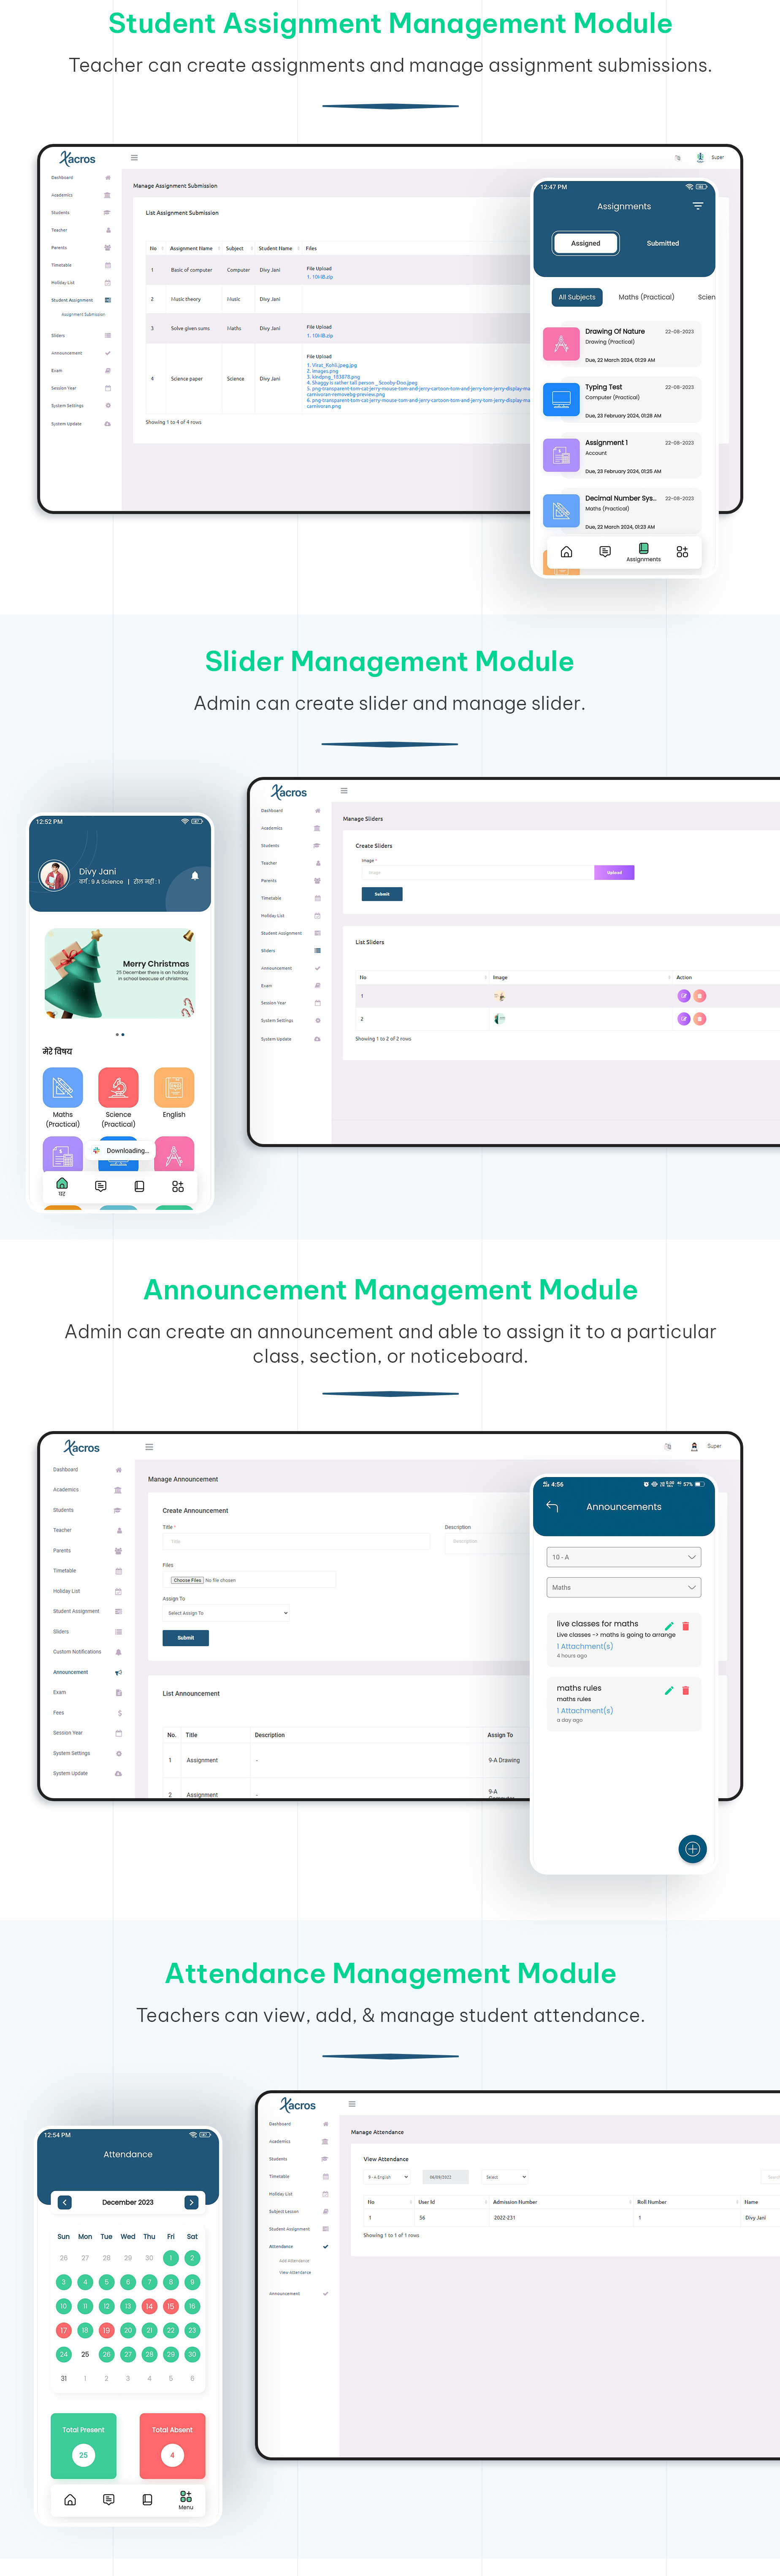 Student Assignment Management Module
Teacher can create assignments and manage assignment submissions.
Xacros
Super
Dashboard
Academics
Students
Teacher
Parents
Timetable
Holiday List
Student Assignment
Assignment Submission
Sliders
Announcement
Exam
Session Year
System Settings
System Update
Manage Assignment Submission
List Assignment Submission
No Assignment Name Subject Student Name Files
1 Basic of computer Computer Divy Jani File Upload
1. 10I-IB.zip
2 Music theory Music Divy Jani
3 Solve given sums Maths Divy Jani File Upload
1. 10I-IB.zip
4 Science paper Science Divy Jani File Upload
1. Virat_Kohli.jpeg.jpg
2. images.png
3. kindpng_183878.png
4. Shaggy is rather tall person _ Scooby-Doo.jpeg
5. png-transparent-tom-cat-jerry-mouse-tom-and-jerry-cartoon-tom-and-jerry-tom-jerry-display-ma
carnivoran-removebg-preview.png
6. png-transparent-tom-cat-jerry-mouse-tom-and-jerry-cartoon-tom-and-jerry-tom-jerry-display-ma
carnivoran.png
Showing 1 to 4 of 4 rows
12:47 PM
Assignments
Assigned Submitted
All Subjects Maths (Practical) Scien
Drawing Of Nature 22-08-2023
Drawing (Practical)
Due, 22 March 2024, 01:29 AM
Typing Test 22-08-2023
Computer (Practical)
Due, 23 February 2024, 01:28 AM
Assignment 1 22-08-2023
Account
Due, 23 February 2024, 01:25 AM
Decimal Number Sys.. 22-08-2023
Maths (Practical)
Due, 22 March 2024, 01:23 AM
Assignments
Slider Management Module
Admin can create slider and manage slider.
12:52 PM
Divy Jani
वर्ग : 9 A Science | रोल नहीं : 1
Merry Christmas
25 December there is an holiday
in school beacuse of christmas.
मेरे विषय
Maths
(Practical)
Science
(Practical)
English
Downloading...
घर
Xacros
Dashboard
Academics
Students
Teacher
Parents
Timetable
Holiday List
Student Assignment
Sliders
Announcement
Exam
Session Year
System Settings
System Update
Manage Sliders
Create Sliders
Image *
Image
Upload
Submit
List Sliders
No Image Action
1
2
Showing 1 to 2 of 2 rows
Announcement Management Module
Admin can create an announcement and able to assign it to a particular
class, section, or noticeboard.
Xacros
Super
Dashboard
Academics
Students
Teacher
Parents
Timetable
Holiday List
Student Assignment
Sliders
Custom Notifications
Announcement
Exam
Fees
Session Year
System Settings
System Update
Manage Announcement
Create Announcement
Title * Description
Title Description
Files
Choose Files No file chosen
Assign To
Select Assign To
Submit
List Announcement
No. Title Description Assign To
1 Assignment - 9-A Drawing
2 Assignment - 9-A
Computer
4:56 57%
Announcements
10 - A
Maths
live classes for maths
Live classes -> maths is going to arrange
1 Attachment(s)
4 hours ago
maths rules
maths rules
1 Attachment(s)
a day ago
Attendance Management Module
Teachers can view, add, & manage student attendance.
12:54 PM
Attendance
December 2023
Sun Mon Tue Wed Thu Fri Sat
26 27 28 29 30 1 2
3 4 5 6 7 8 9
10 11 12 13 14 15 16
17 18 19 20 21 22 23
24 25 26 27 28 29 30
31 1 2 3 4 5 6
Total Present
25
Total Absent
4
Menu
Xacros
Dashboard
Academics
Students
Timetable
Holiday List
Subject Lesson
Student Assignment
Attendance
Add Attendance
View Attendance
Announcement
Manage Attendance
View Attendance
9 - A English 06/09/2022 Select Search
No User Id Admission Number Roll Number Name
1 56 2022-231 1 Divy Jani
Showing 1 to 1 of 1 rows